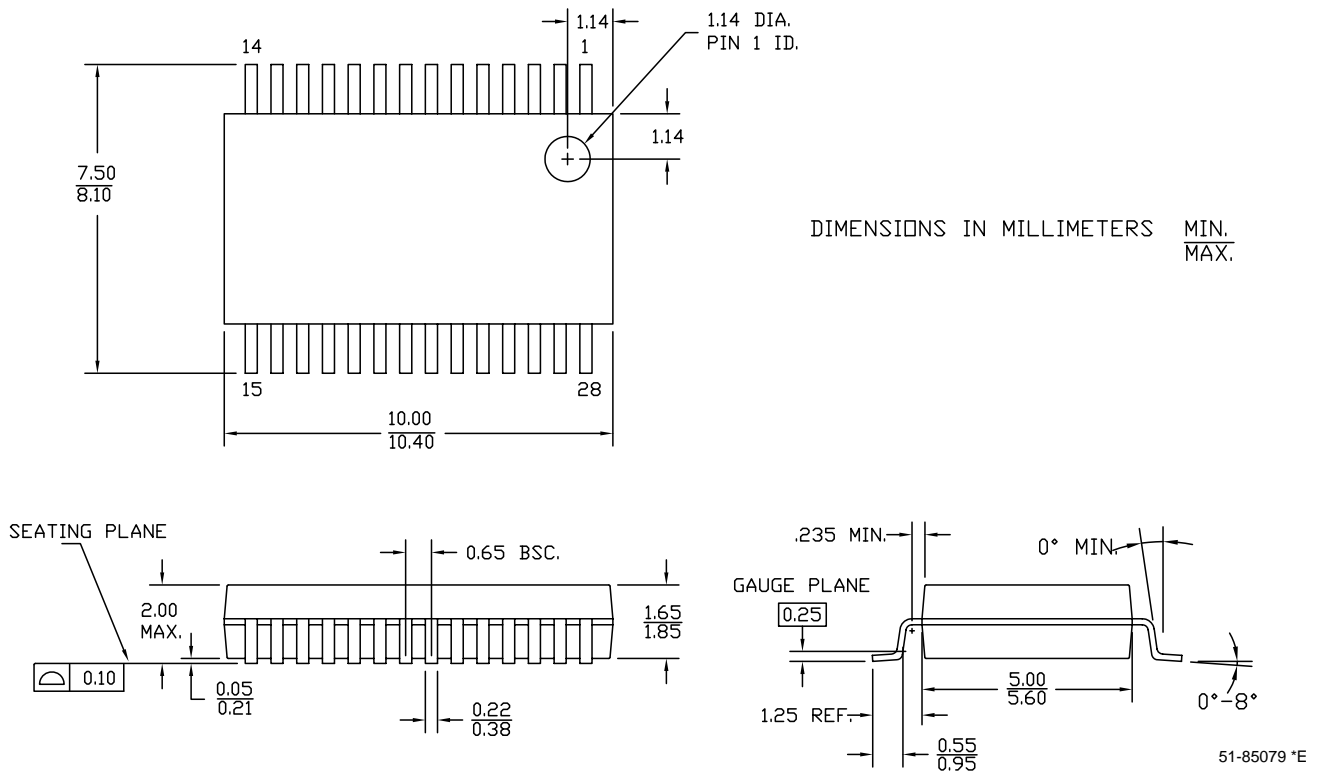 1.14
1.14 DIA.
PIN 1 ID.
14
1
1.14
7.50
8.10
DIMENSIONS IN MILLIMETERS
MIN.
MAX.
15
28
10.00
10.40
SEATING PLANE
0.65 BSC.
2.00
MAX.
1.65
1.85
0.10
0.05
0.21
0.22
0.38
.235 MIN.
0° MIN.
GAUGE PLANE
0.25
5.00
5.60
0°-8°
1.25 REF.
0.55
0.95
51-85079 *E